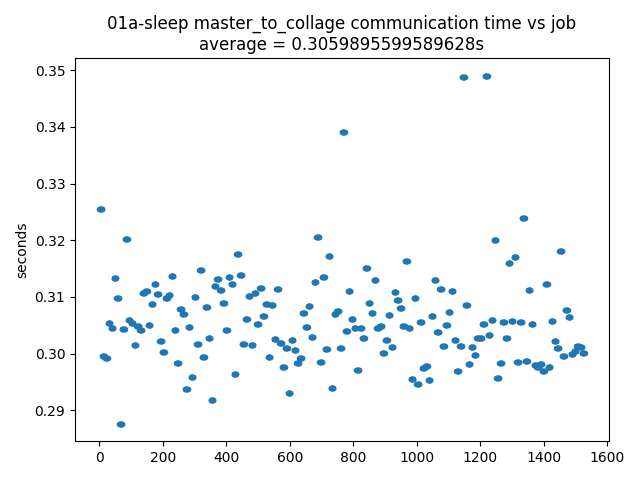 01a-sleep master_to_collage communication time vs job
average = 0.3059895599589628s
0.35
0.34
0.33
0.32
0.31
0.30
0.29
seconds
0 200 400 600 800 1000 1200 1400 1600